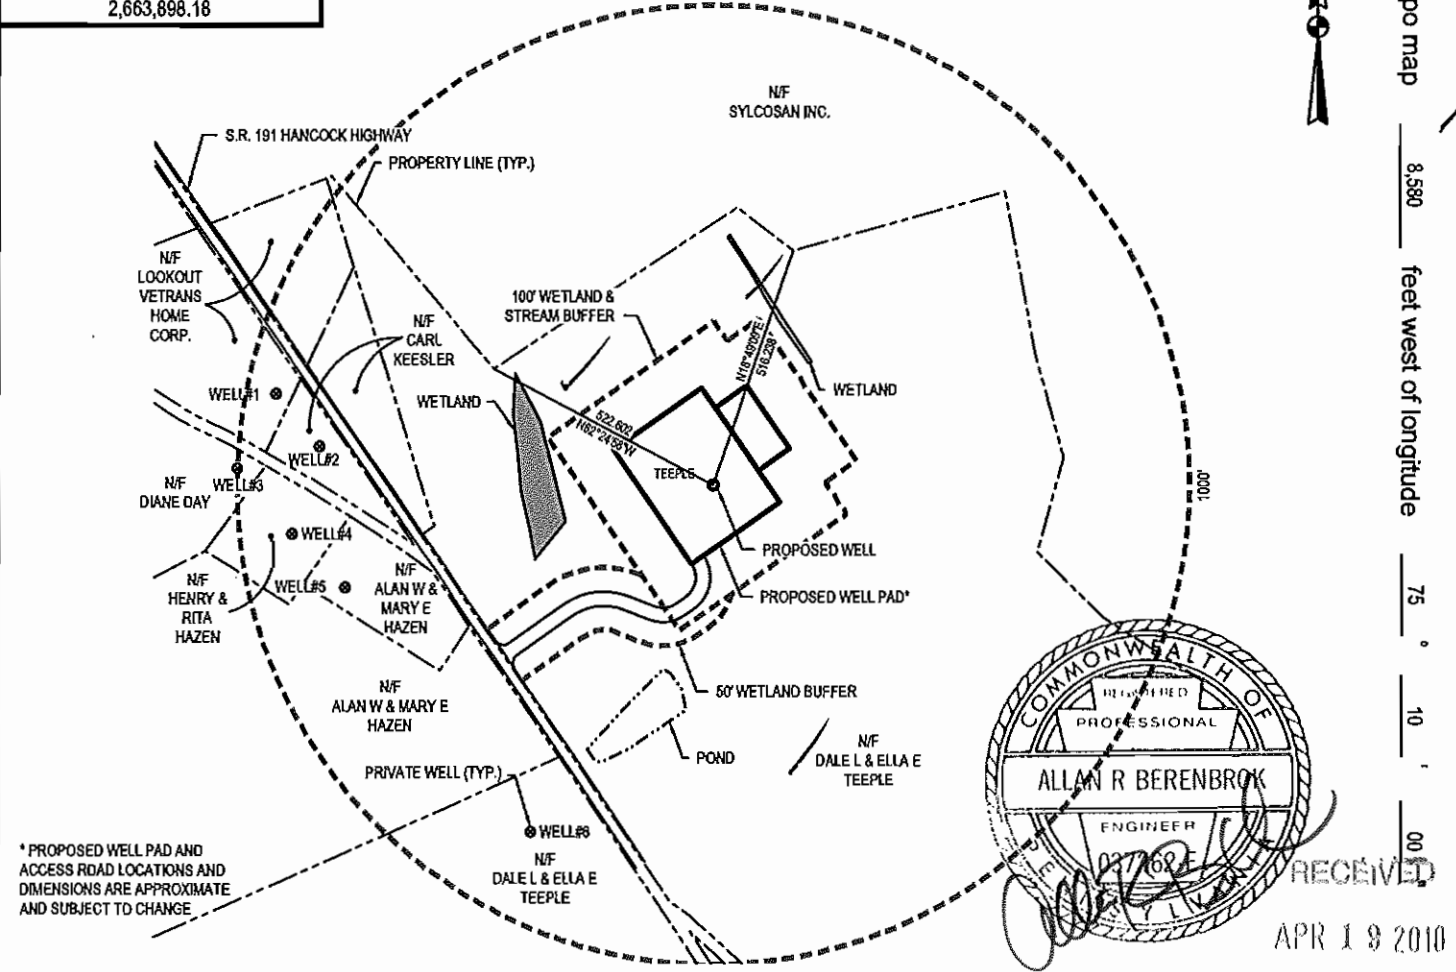 2,663,898.18
po map
8,580
feet west of longitude
75
°
10
'
00
"
N/F
SYLCOSAN INC.
S.R. 191 HANCOCK HIGHWAY
PROPERTY LINE (TYP.)
N/F
LOOKOUT
VETRANS
HOME
CORP.
100' WETLAND &
STREAM BUFFER
N/F
CARL
KEESLER
N18°49'09"E
516.238'
WETLAND
WETLAND
522.602
N62°24'56"W
TEEPLE
WELL#1
WELL#2
WELL#3
N/F
DIANE DAY
WELL#4
WELL#5
1000'
PROPOSED WELL
PROPOSED WELL PAD*
N/F
HENRY &
RITA
HAZEN
N/F
ALAN W &
MARY E
HAZEN
50' WETLAND BUFFER
N/F
ALAN W & MARY E
HAZEN
POND
N/F
DALE L & ELLA E
TEEPLE
PRIVATE WELL (TYP.)
WELL#6
N/F
DALE L & ELLA E
TEEPLE
* PROPOSED WELL PAD AND
ACCESS ROAD LOCATIONS AND
DIMENSIONS ARE APPROXIMATE
AND SUBJECT TO CHANGE
COMMONWEALTH OF
REGISTERED
PROFESSIONAL
ALLAN R BERENBROK
ENGINEER
RECEIVED
APR 19 2010